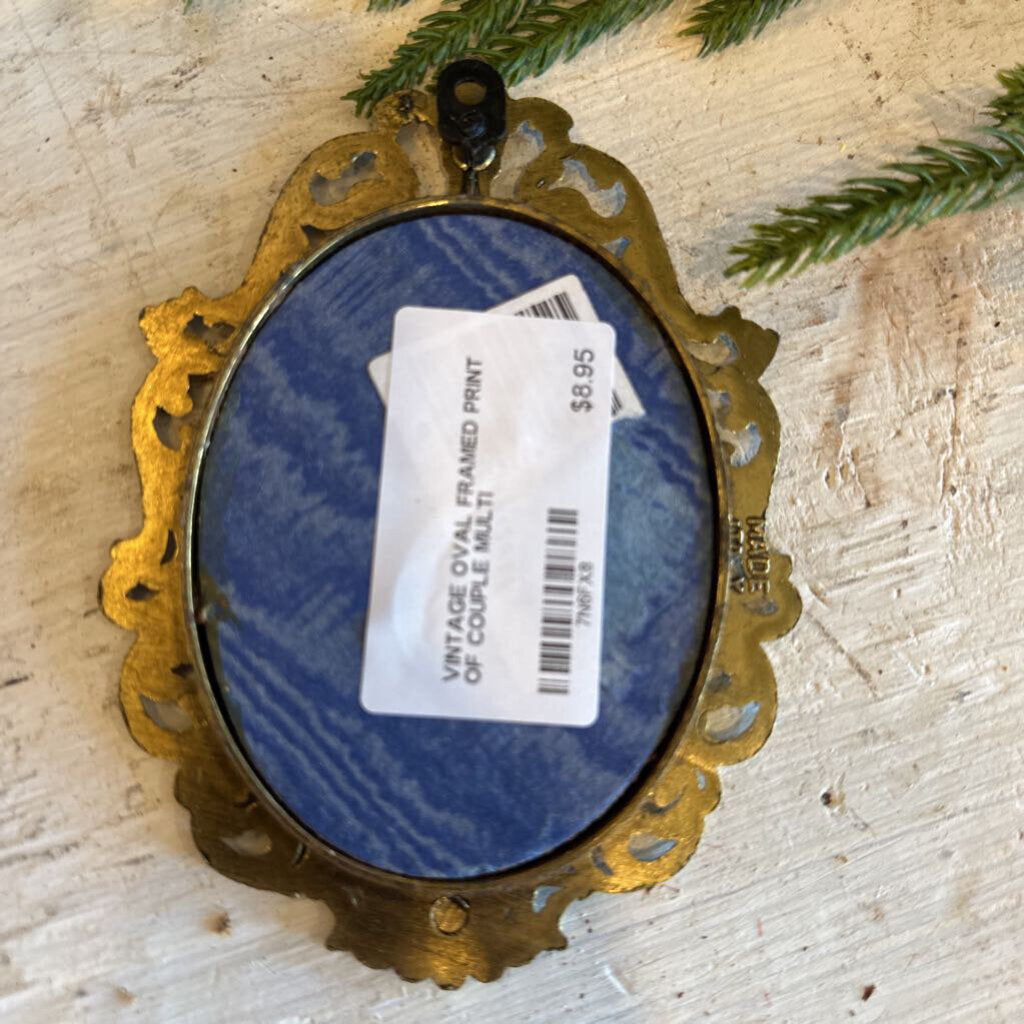 VINTAGE OVAL FRAMED PRINT
OF COUPLE MULTI
$8.95
7N6FX8
MADE